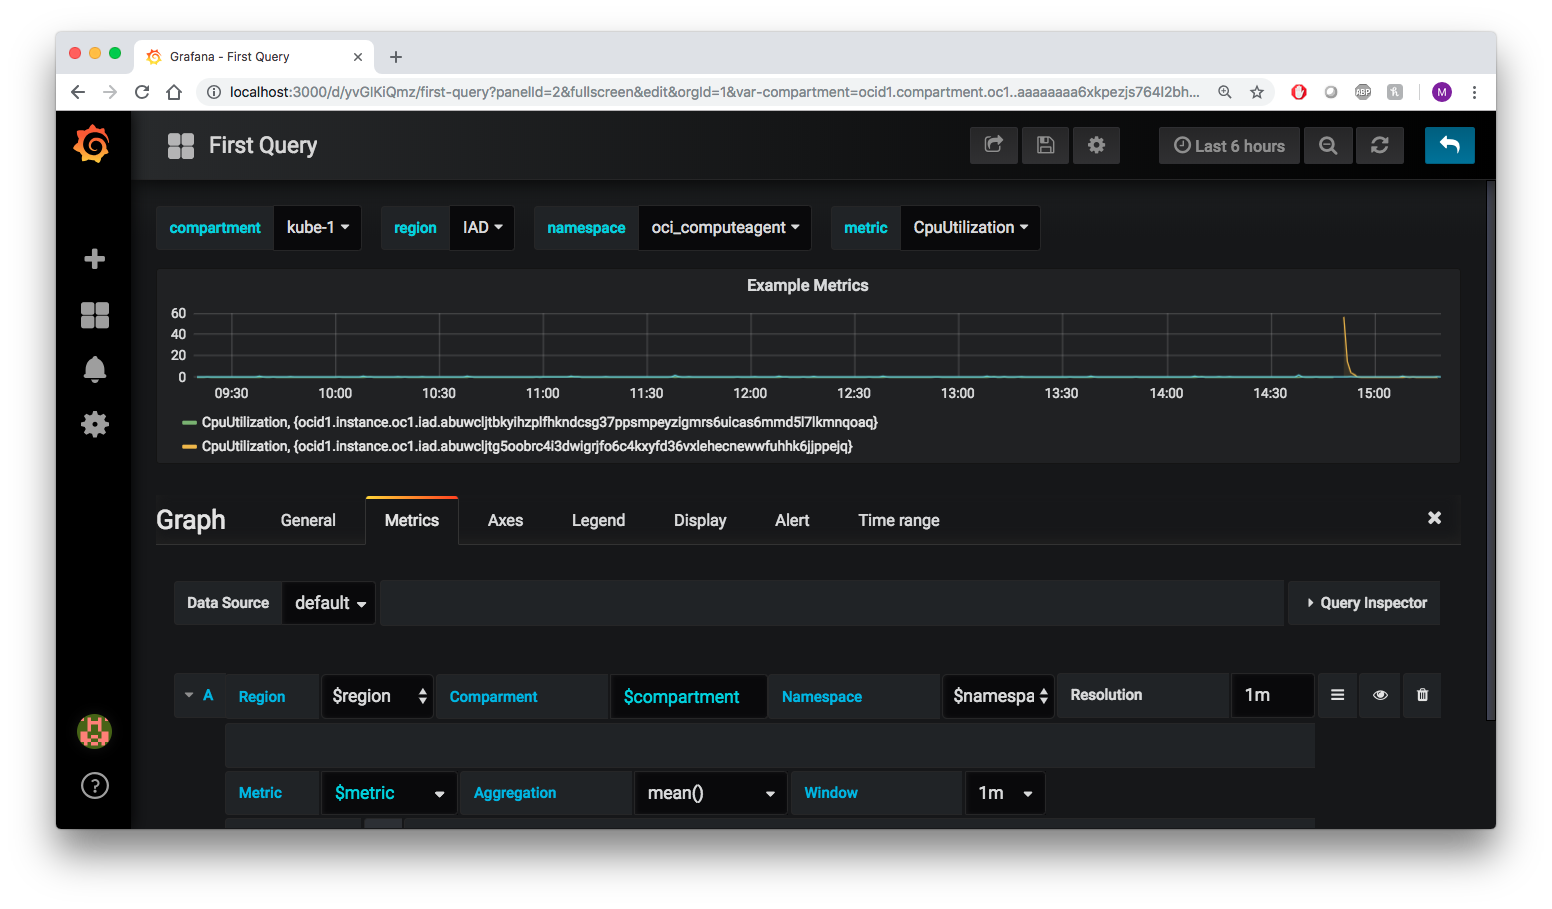 Grafana - First Query
localhost:3000/d/yvGlKiQmz/first-query?panelId=2&fullscreen&edit&orgId=1&var-compartment=ocid1.compartment.oc1..aaaaaaaa6xkpezjs764l2bh...
ABP
M
First Query
Last 6 hours
compartment kube-1 region IAD namespace oci_computeagent metric CpuUtilization
Example Metrics
60
40
20
0
09:30 10:00 10:30 11:00 11:30 12:00 12:30 13:00 13:30 14:00 14:30 15:00
CpuUtilization, {ocid1.instance.oc1.iad.abuwcljtbkyihzplfhkndcsg37ppsmpeyzigmrs6uicas6mmd5l7lkmnqoaq}
CpuUtilization, {ocid1.instance.oc1.iad.abuwcljtg5oobrc4i3dwigrjfo6c4kxyfd36vxlehecnewwfuhhk6jjppejq}
Graph General Metrics Axes Legend Display Alert Time range
Data Source default Query Inspector
A Region $region Comparment $compartment Namespace $namespa Resolution 1m
Metric $metric Aggregation mean() Window 1m